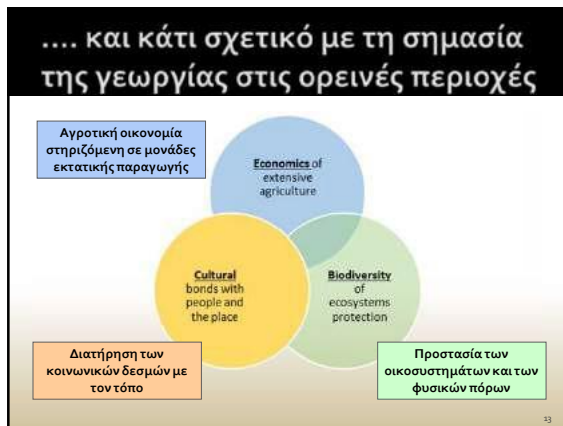 .... και κάτι σχετικό με τη σημασία
της γεωργίας στις ορεινές περιοχές
Αγροτική οικονομία
στηριζόμενη σε μονάδες
εκτατικής παραγωγής
Economics of
extensive
agriculture
Cultural
bonds with
people and
the place
Biodiversity
of
ecosystems
protection
Διατήρηση των
κοινωνικών δεσμών με
τον τόπο
Προστασία των
οικοσυστημάτων και των
φυσικών πόρων
13